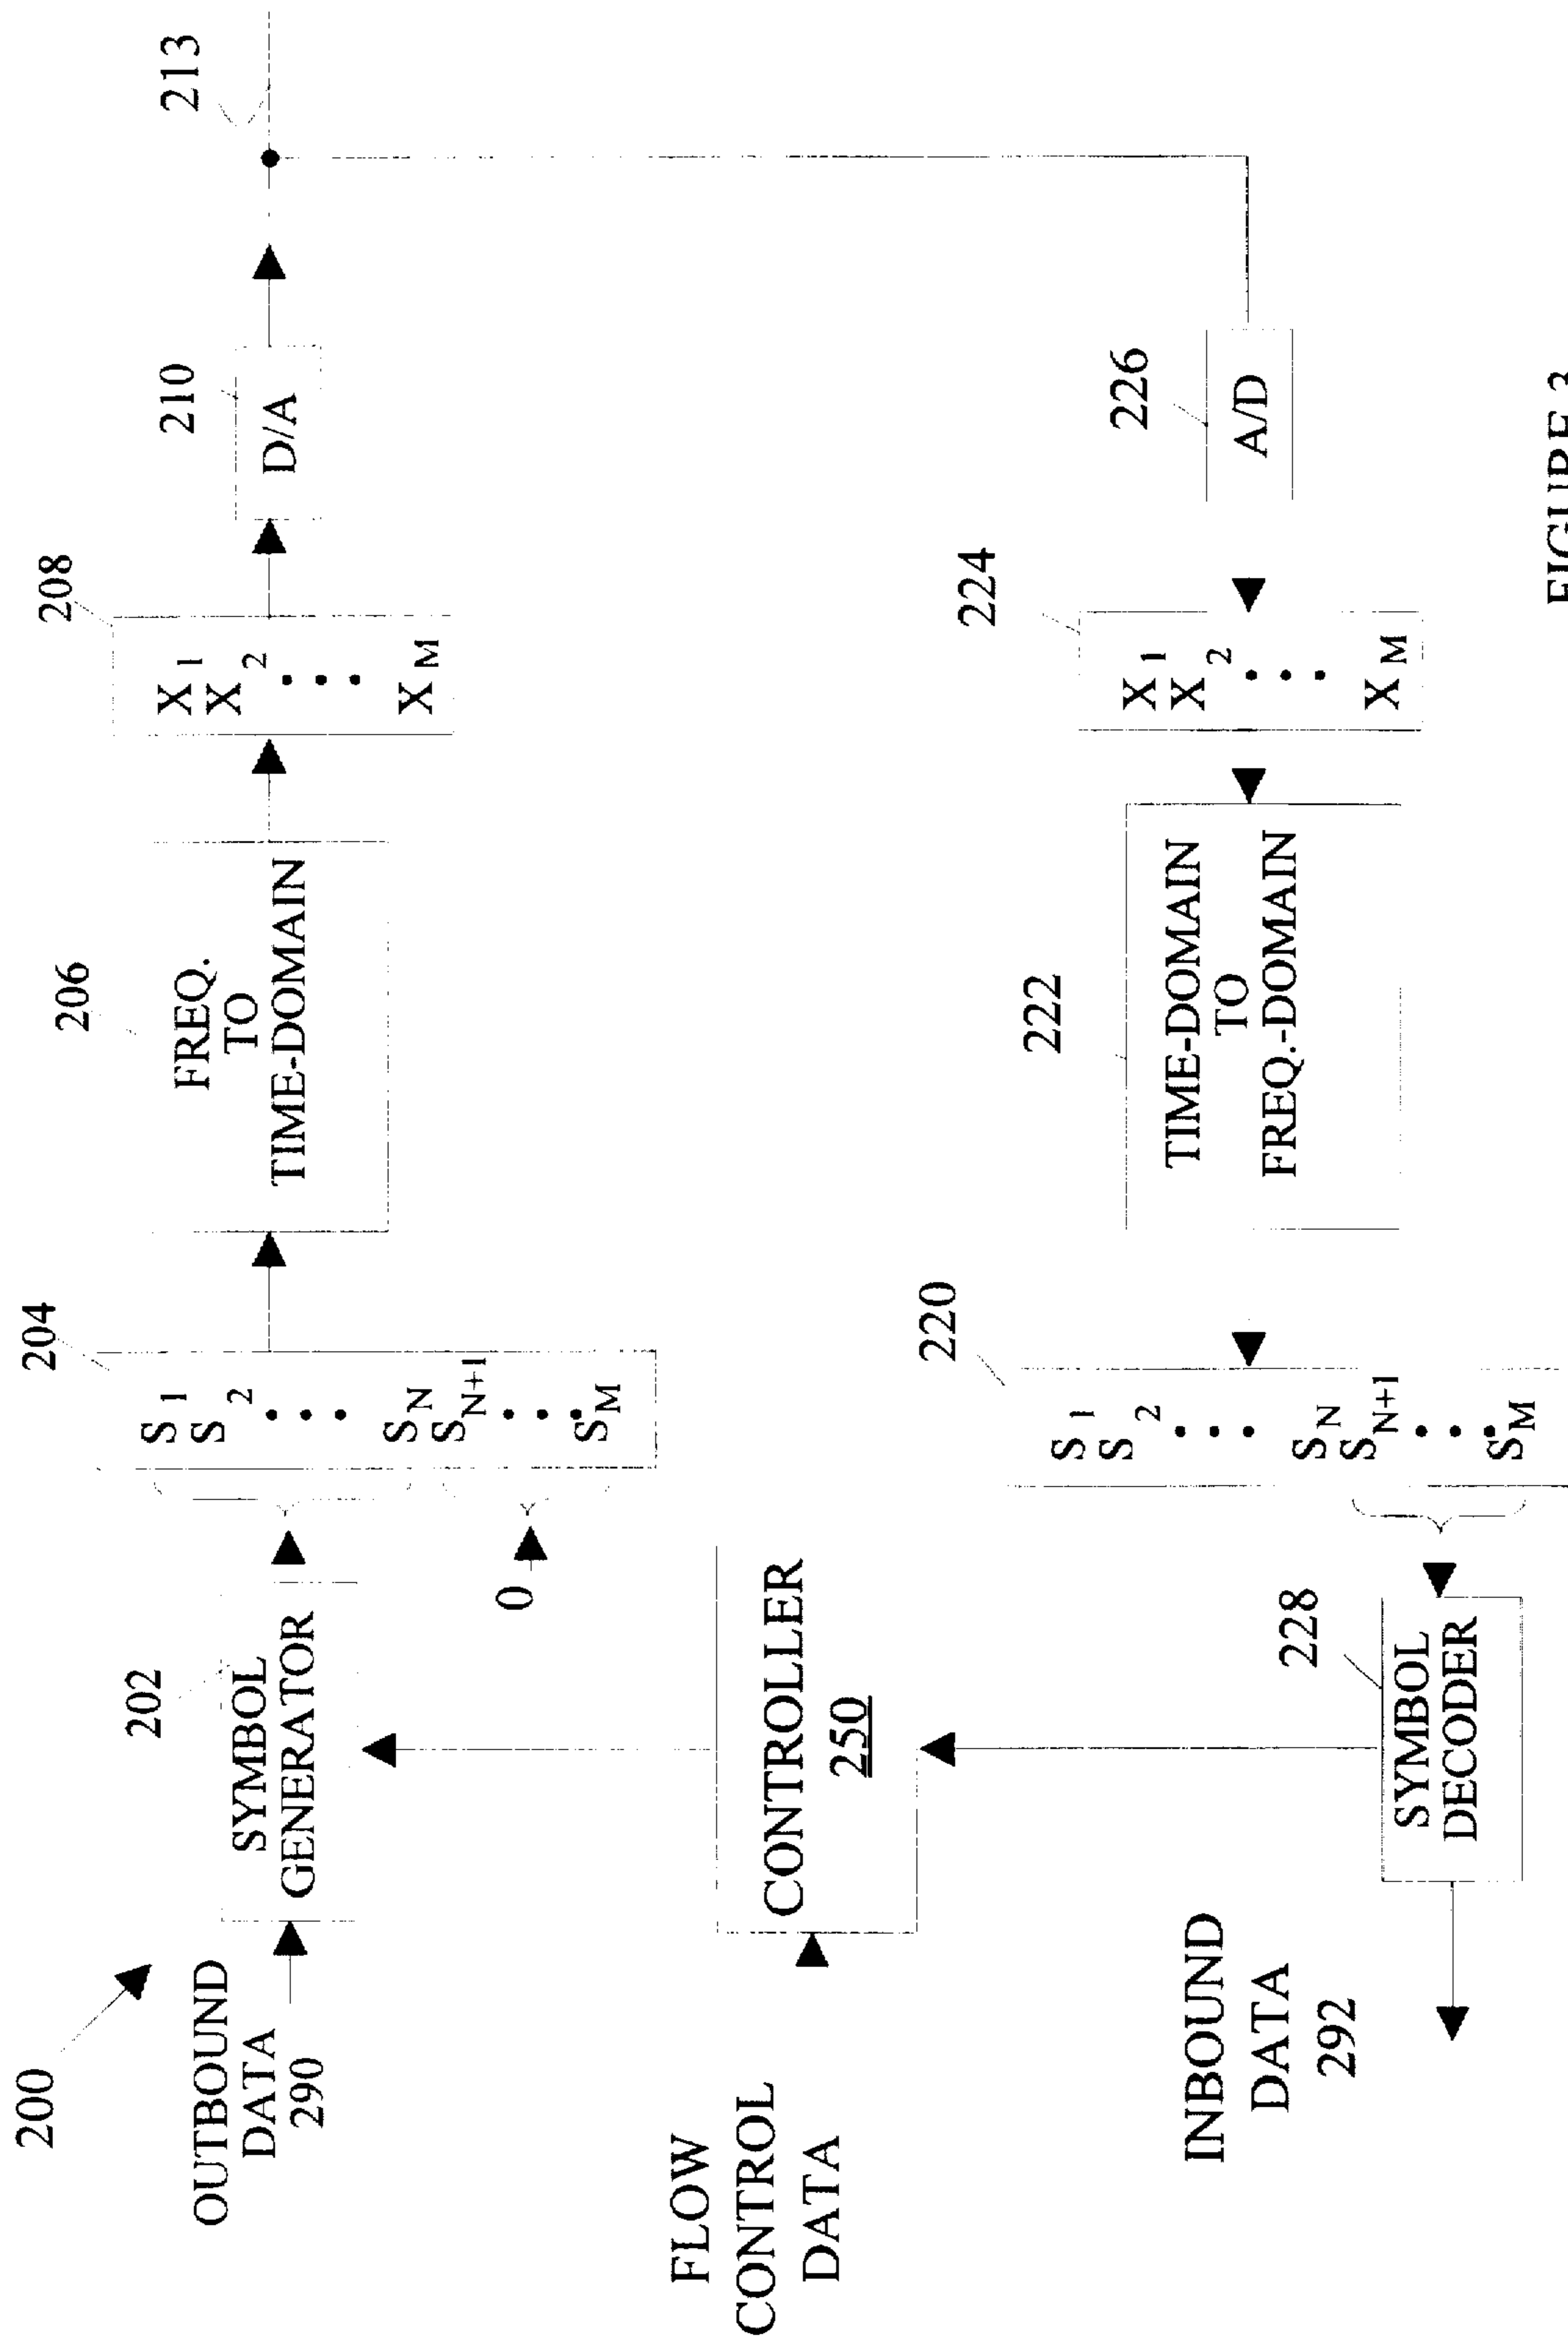 200
OUTBOUND
DATA
290
202
SYMBOL
GENERATOR
0
204
S1
S2
SN
SN+1
SM
206
FREQ.
TO
TIME-DOMAIN
208
X1
X2
XM
210
D/A
213
FLOW
CONTROL
DATA
CONTROLLER
250
INBOUND
DATA
292
228
SYMBOL
DECODER
220
S1
S2
SN
SN+1
SM
222
TIME-DOMAIN
TO
FREQ.-DOMAIN
224
X1
X2
XM
226
A/D
FIGURE 3